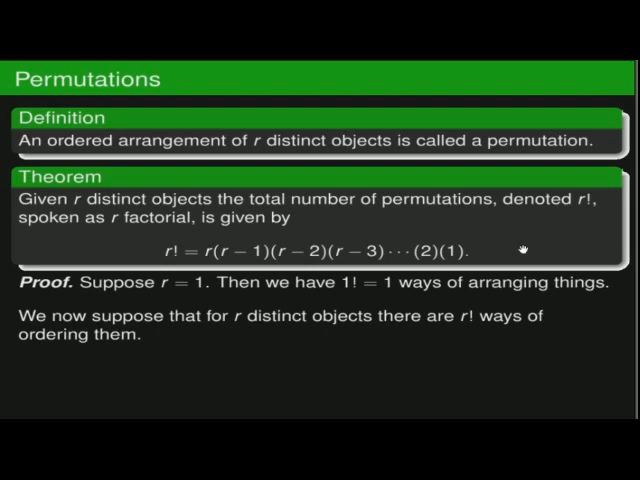 Permutations
Definition
An ordered arrangement of r distinct objects is called a permutation.
Theorem
Given r distinct objects the total number of permutations, denoted r!,
spoken as r factorial, is given by
r! = r(r − 1)(r − 2)(r − 3) · · · (2)(1).
Proof. Suppose r = 1. Then we have 1! = 1 ways of arranging things.
We now suppose that for r distinct objects there are r! ways of
ordering them.